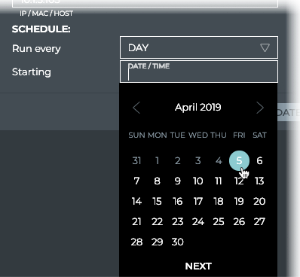 IP / MAC / HOST
SCHEDULE:
Run every DAY
Starting DATE / TIME
April 2019
SUN MON TUE WED THU FRI SAT
31 1 2 3 4 5 6
7 8 9 10 11 12 13
14 15 16 17 18 19 20
21 22 23 24 25 26 27
28 29 30
NEXT